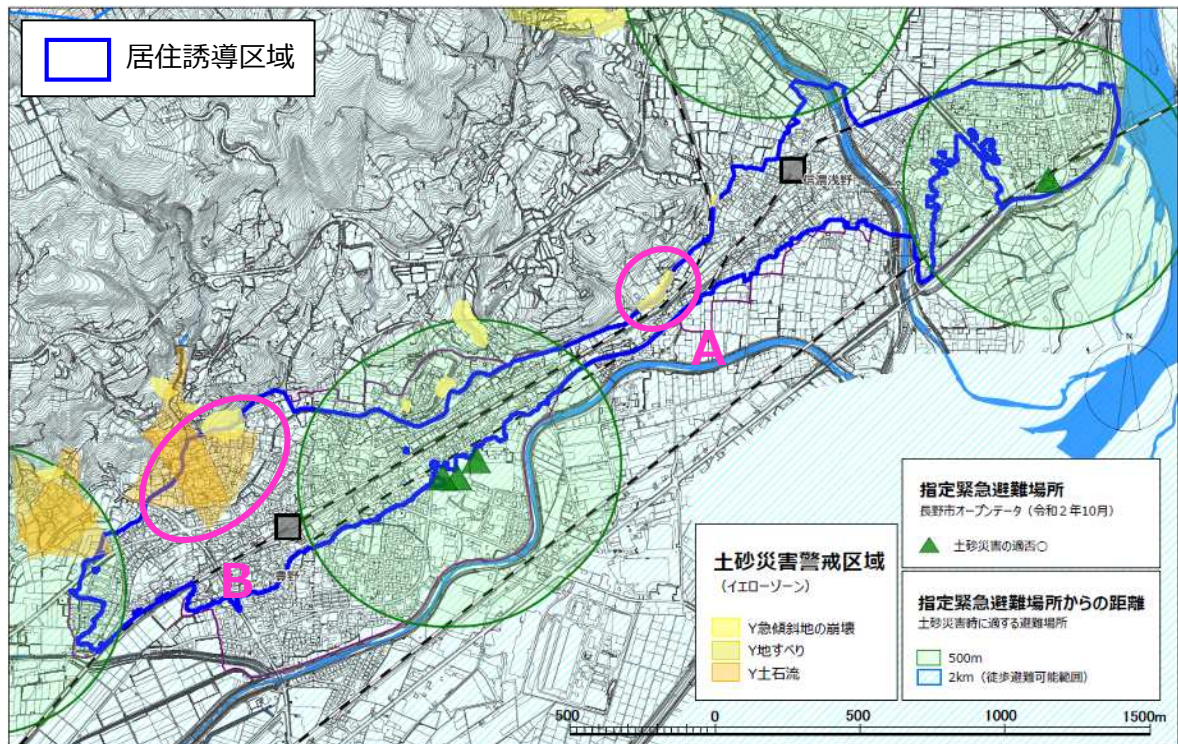 居住誘導区域
信濃浅野
A
B
豊野
N
土砂災害警戒区域
（イエローゾーン）
Y急傾斜地の崩壊
Y地すべり
Y土石流
指定緊急避難場所
長野市オープンデータ（令和２年10月）
土砂災害の適否〇
指定緊急避難場所からの距離
土砂災害時に適する避難場所
500m
2km（徒歩避難可能範囲）
500 0 500 1000 1500m